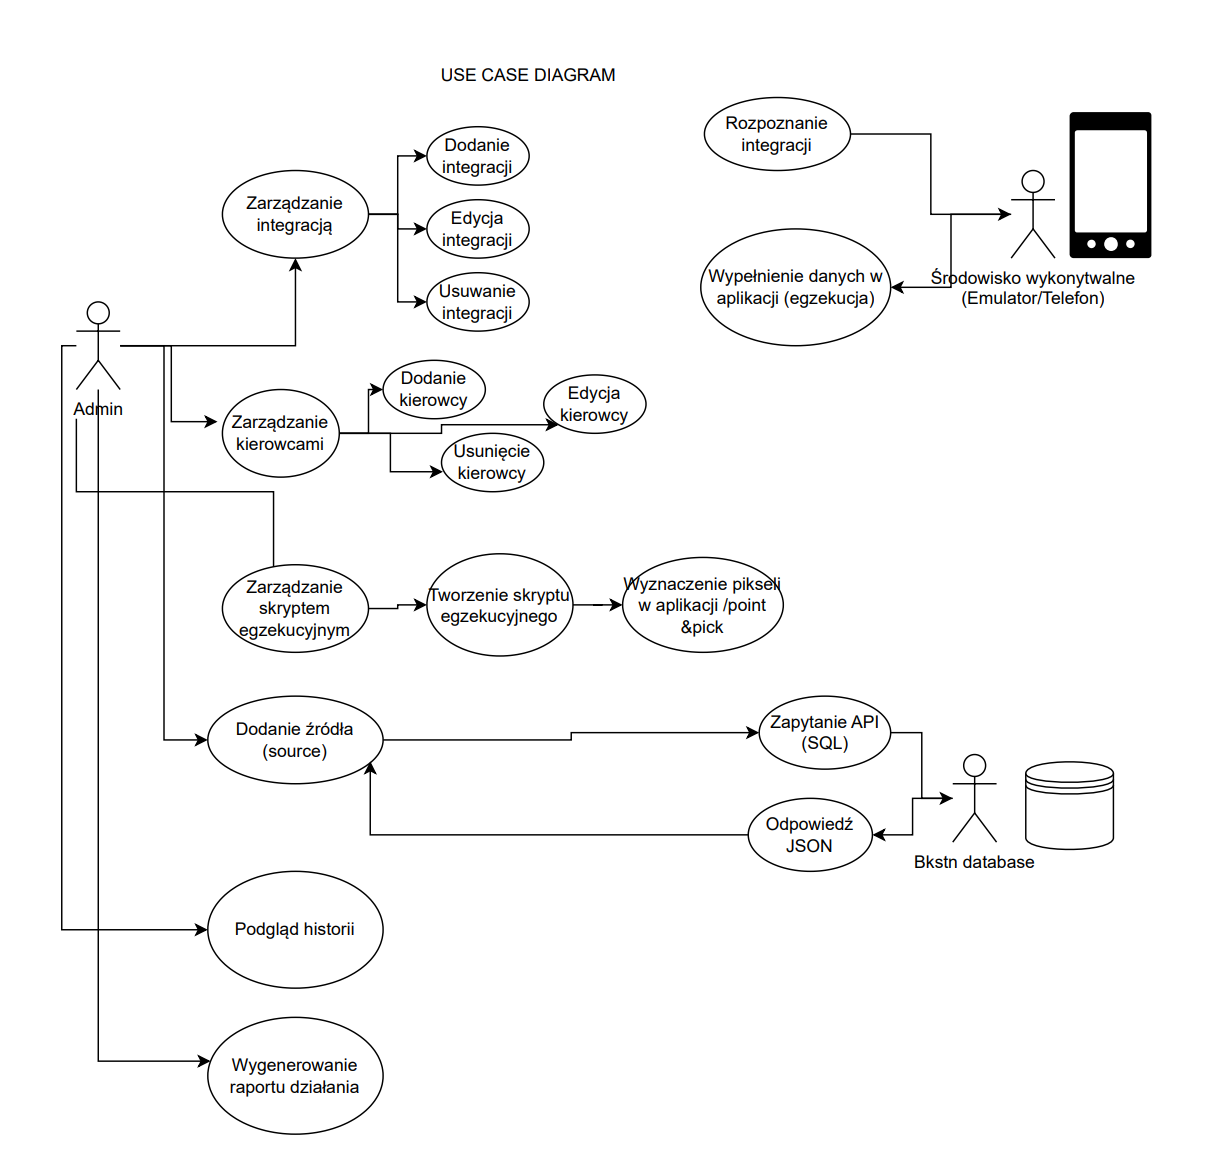 USE CASE DIAGRAM
Rozpoznanie
integracji
Dodanie
integracji
Zarządzanie
integracją
Edycja
integracji
Usuwanie
integracji
Wypełnienie danych w
aplikacji (egzekucja)
Środowisko wykonytwalne
(Emulator/Telefon)
Admin
Zarządzanie
kierowcami
Dodanie
kierowcy
Edycja
kierowcy
Usunięcie
kierowcy
Zarządzanie
skryptem
egzekucyjnym
Tworzenie skryptu
egzekucyjnego
Wyznaczenie pikseli
w aplikacji /point
&pick
Dodanie źródła
(source)
Zapytanie API
(SQL)
Odpowiedź
JSON
Bkstn database
Podgląd historii
Wygenerowanie
raportu działania